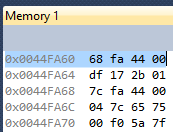 Memory 1
0x0044FA60 68 fa 44 00
0x0044FA64 df 17 2b 01
0x0044FA68 7c fa 44 00
0x0044FA6C 04 7c 65 75
0x0044FA70 00 f0 5a 7f